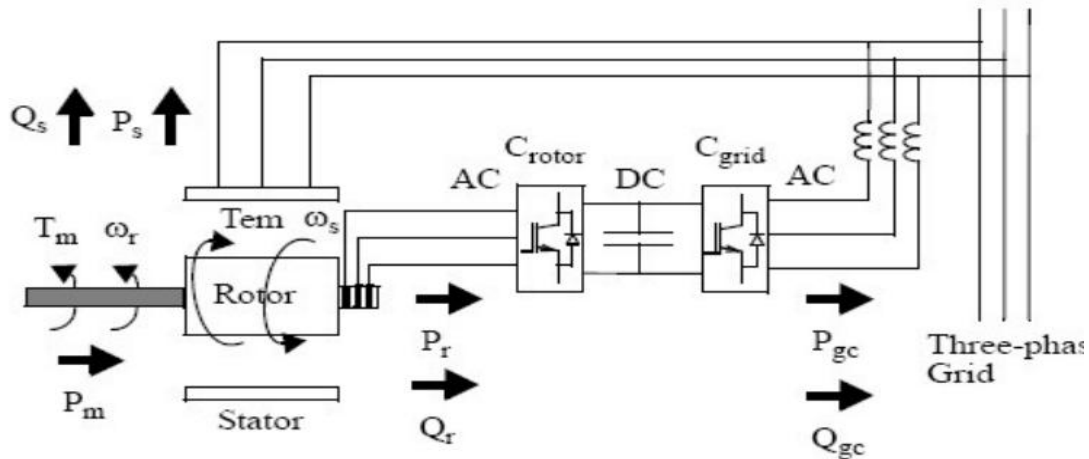 Qs
Ps
Crotor
Cgrid
AC
DC
AC
Tm
ωr
Tem
ωs
Rotor
Pr
Pgc
Three-phas
Grid
Pm
Stator
Qr
Qgc